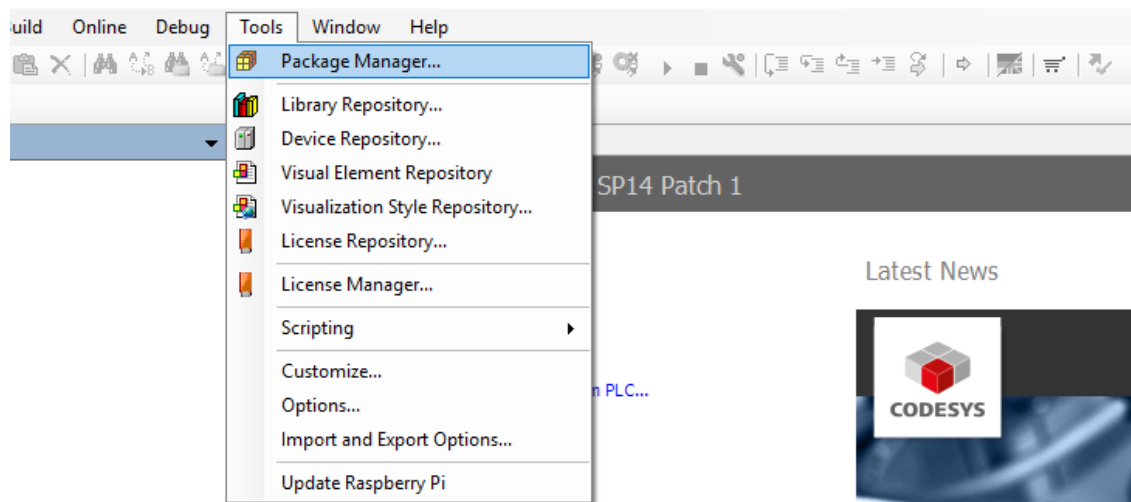 uild Online Debug Tools Window Help
Package Manager...
Library Repository...
Device Repository...
Visual Element Repository
SP14 Patch 1
Visualization Style Repository...
License Repository...
Latest News
License Manager...
Scripting
Customize...
m PLC...
Options...
CODESYS
Import and Export Options...
Update Raspberry Pi